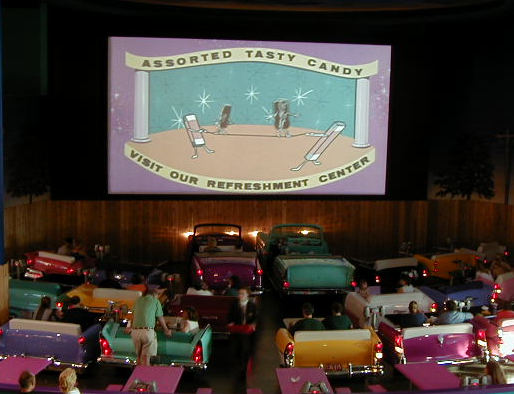 ASSORTED TASTY CANDY
VISIT OUR REFRESHMENT CENTER